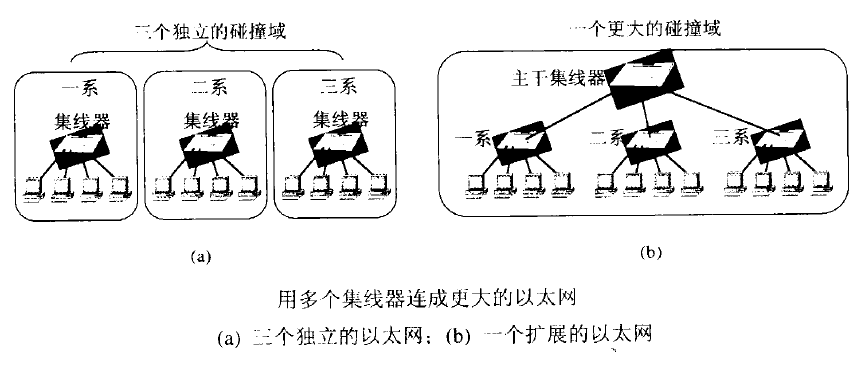 三个独立的碰撞域
一个更大的碰撞域
一系
集线器
二系
集线器
三系
集线器
主干集线器
一系
二系
三系
(a)
(b)
用多个集线器连成更大的以太网
(a) 三个独立的以太网；(b) 一个扩展的以太网